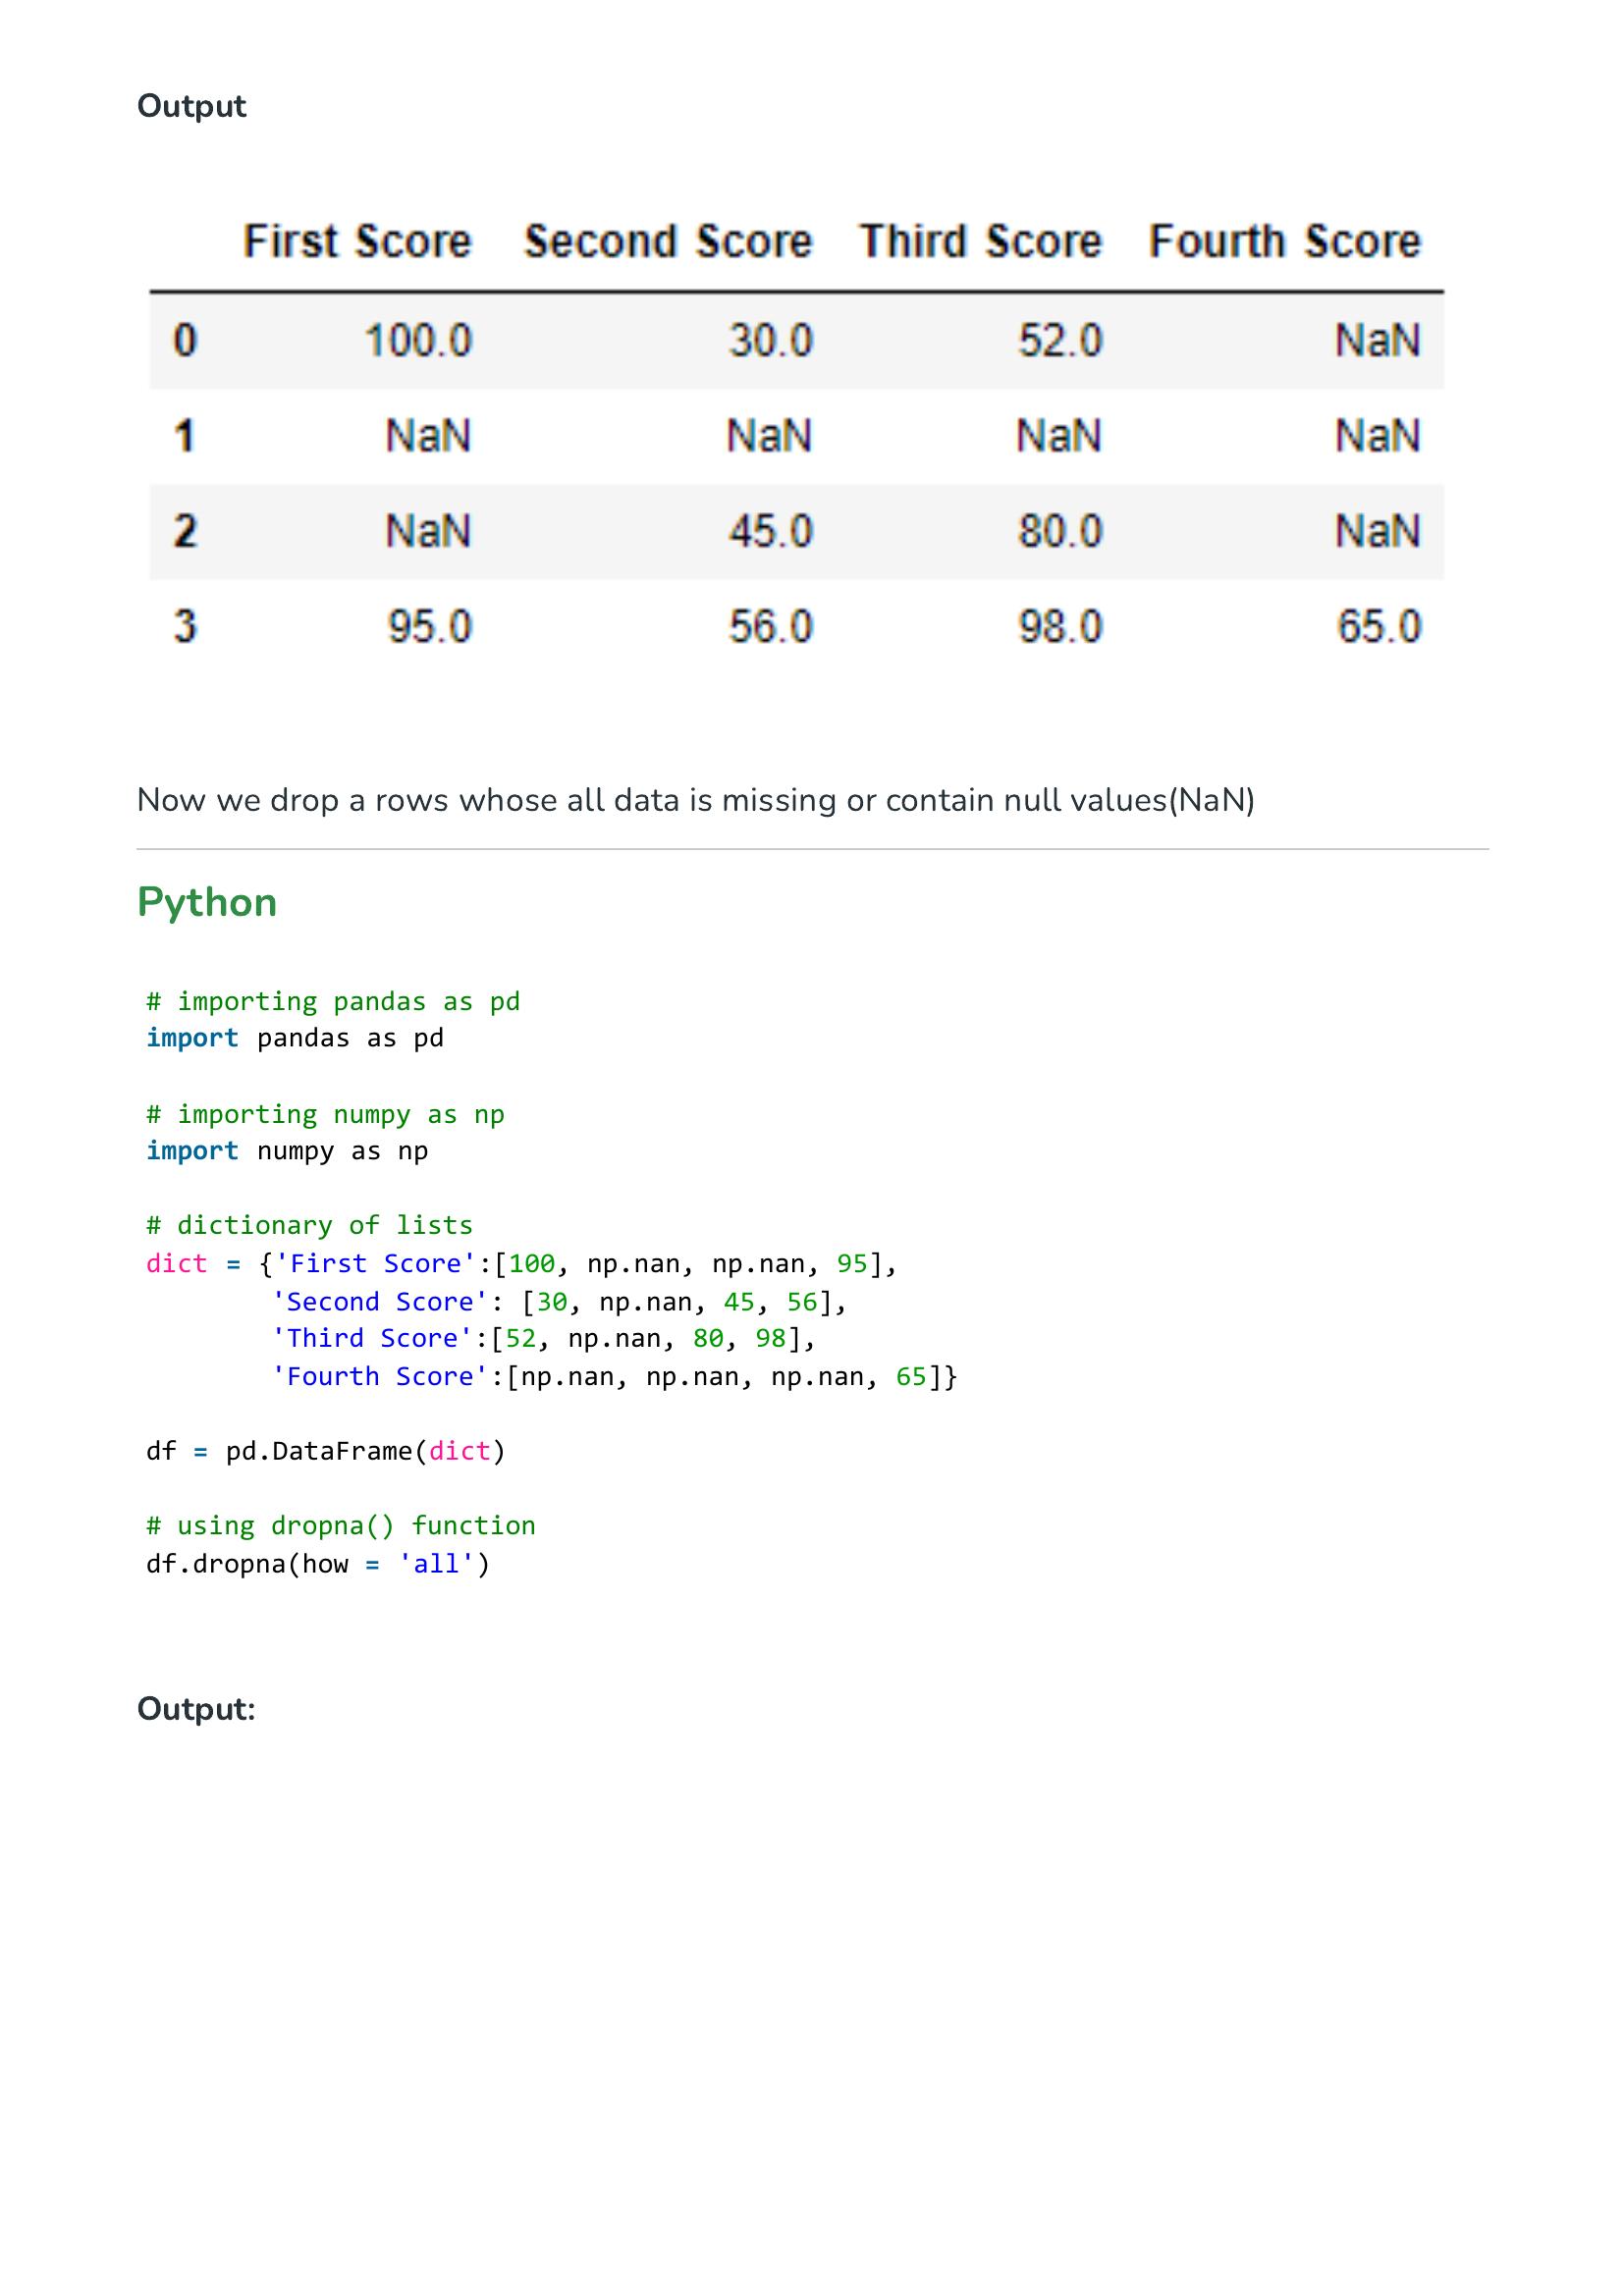 Output
First Score Second Score Third Score Fourth Score
0 100.0 30.0 52.0 NaN
1 NaN NaN NaN NaN
2 NaN 45.0 80.0 NaN
3 95.0 56.0 98.0 65.0
Now we drop a rows whose all data is missing or contain null values(NaN)
Python
# importing pandas as pd
import pandas as pd
# importing numpy as np
import numpy as np
# dictionary of lists
dict = {'First Score':[100, np.nan, np.nan, 95],
'Second Score': [30, np.nan, 45, 56],
'Third Score':[52, np.nan, 80, 98],
'Fourth Score':[np.nan, np.nan, np.nan, 65]}
df = pd.DataFrame(dict)
# using dropna() function
df.dropna(how = 'all')
Output: